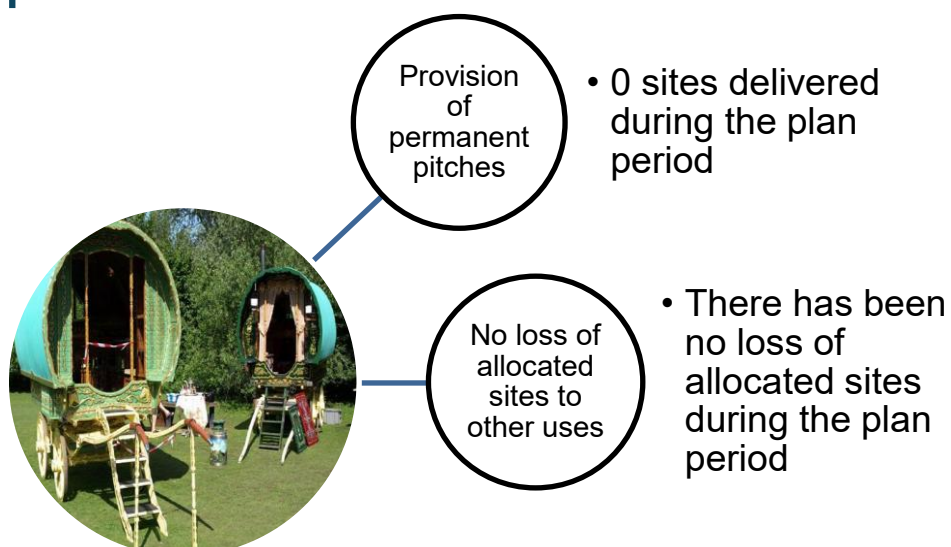 Provision
of
permanent
pitches
• 0 sites delivered
during the plan
period
No loss of
allocated
sites to
other uses
• There has been
no loss of
allocated sites
during the plan
period